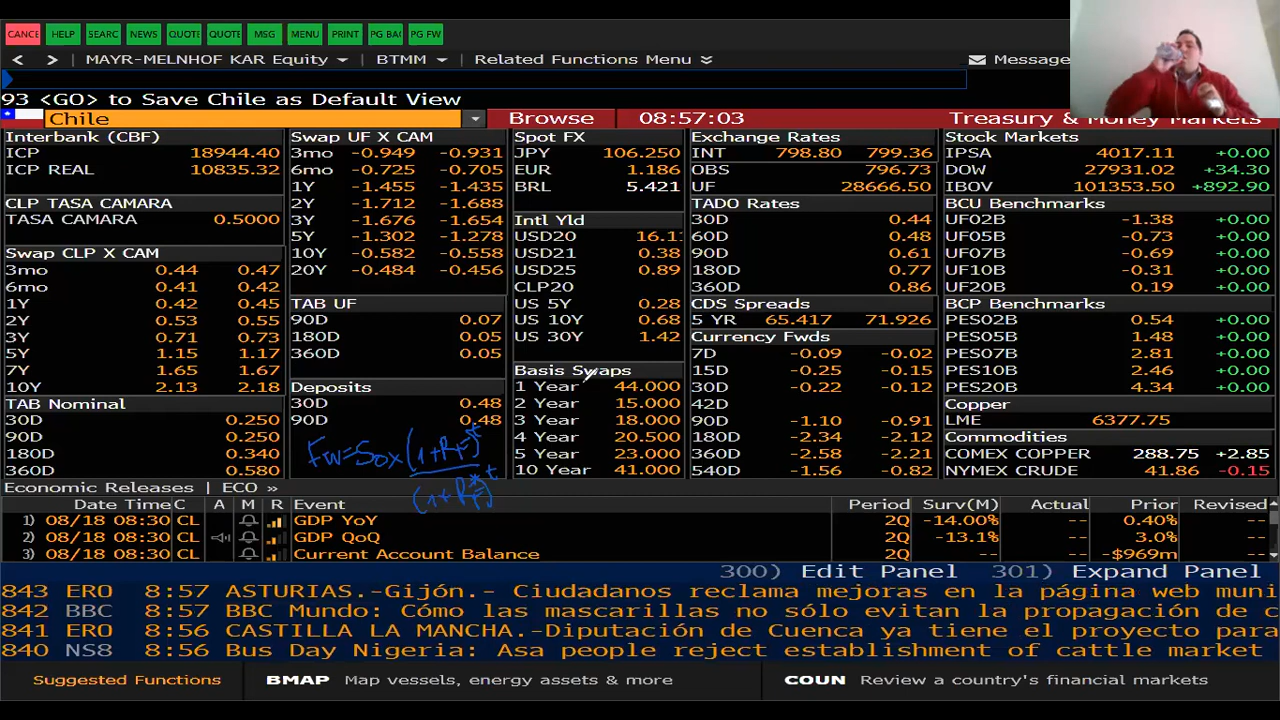 CANCE HELP SEARC NEWS QUOTE QUOTE MSG MENU PRINT PG BAC PG FW
< > MAYR-MELNHOF KAR Equity BTMM Related Functions Menu Message
93 <GO> to Save Chile as Default View
Chile Browse 08:57:03 Treasury & Money Markets
Interbank (CBF)
ICP 18944.40
ICP REAL 10835.32
CLP TASA CAMARA
TASA CAMARA 0.5000
Swap CLP X CAM
3mo 0.44 0.47
6mo 0.41 0.42
1Y 0.42 0.45
2Y 0.53 0.55
3Y 0.71 0.73
5Y 1.15 1.17
7Y 1.65 1.67
10Y 2.13 2.18
TAB Nominal
30D 0.250
90D 0.250
180D 0.340
360D 0.580
Swap UF X CAM
3mo -0.949 -0.931
6mo -0.725 -0.705
1Y -1.455 -1.435
2Y -1.712 -1.688
3Y -1.676 -1.654
5Y -1.302 -1.278
10Y -0.582 -0.558
20Y -0.484 -0.456
TAB UF
90D 0.07
180D 0.05
360D 0.05
Deposits
30D 0.48
90D 0.48
Spot FX
JPY 106.250
EUR 1.186
BRL 5.421
Intl Yld
USD20 16.1
USD21 0.38
USD25 0.89
CLP20
US 5Y 0.28
US 10Y 0.68
US 30Y 1.42
Basis Swaps
1 Year 44.000
2 Year 15.000
3 Year 18.000
4 Year 20.500
5 Year 23.000
10 Year 41.000
Exchange Rates
INT 798.80 799.36
OBS 796.73
UF 28666.50
TADO Rates
30D 0.44
60D 0.48
90D 0.61
180D 0.77
360D 0.86
CDS Spreads
5 YR 65.417 71.926
Currency Fwds
7D -0.09 -0.02
15D -0.25 -0.15
30D -0.22 -0.12
42D
90D -1.10 -0.91
180D -2.34 -2.12
360D -2.58 -2.21
540D -1.56 -0.82
Stock Markets
IPSA 4017.11 +0.00
DOW 27931.02 +34.30
IBOV 101353.50 +892.90
BCU Benchmarks
UF02B -1.38 +0.00
UF05B -0.73 +0.00
UF07B -0.69 +0.00
UF10B -0.31 +0.00
UF20B 0.19 +0.00
BCP Benchmarks
PES02B 0.54 +0.00
PES05B 1.48 +0.00
PES07B 2.81 +0.00
PES10B 2.46 +0.00
PES20B 4.34 +0.00
Copper
LME 6377.75
Commodities
COMEX COPPER 288.75 +2.85
NYMEX CRUDE 41.86 -0.15
Fw=Sox (1+RF)^t
(1+RF*)^t
Economic Releases | ECO »
Date Time C A M R Event Period Surv(M) Actual Prior Revised
1) 08/18 08:30 CL GDP YoY 2Q -14.00% -- 0.40% --
2) 08/18 08:30 CL GDP QoQ 2Q -13.1% -- 3.0% --
3) 08/18 08:30 CL Current Account Balance 2Q -- -- -$969m --
300) Edit Panel 301) Expand Panel
843 ERO 8:57 ASTURIAS.-Gijón.- Ciudadanos reclama mejoras en la página web muni
842 BBC 8:57 BBC Mundo: Cómo las mascarillas no sólo evitan la propagación de c
841 ERO 8:56 CASTILLA LA MANCHA.-Diputación de Cuenca ya tiene el proyecto para
840 NS8 8:56 Bus Day Nigeria: Asa people reject establishment of cattle market
Suggested Functions BMAP Map vessels, energy assets & more COUN Review a country's financial markets